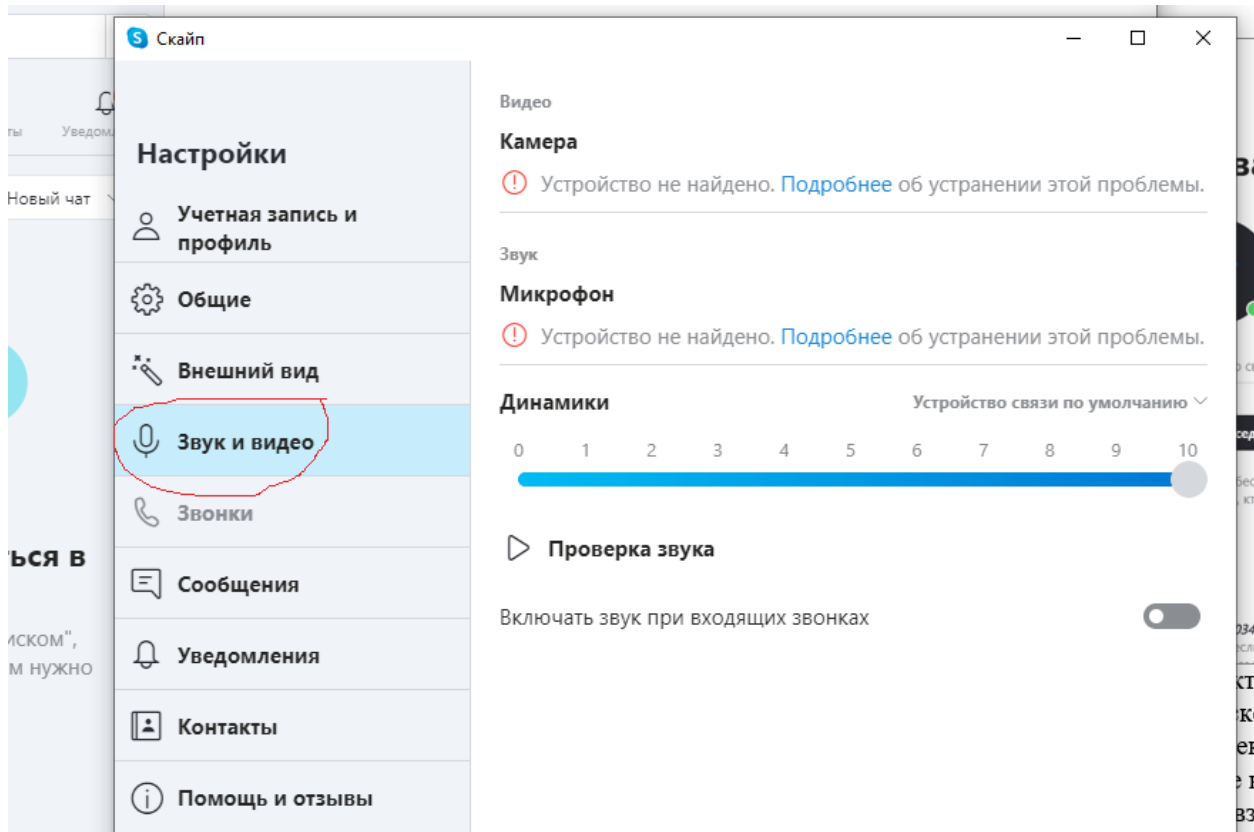 Скайп
Уведом
Новый чат
ться в
иском",
м нужно
Настройки
Учетная запись и
профиль
Общие
Внешний вид
Звук и видео
Звонки
Сообщения
Уведомления
Контакты
Помощь и отзывы
Видео
Камера
Устройство не найдено. Подробнее об устранении этой проблемы.
Звук
Микрофон
Устройство не найдено. Подробнее об устранении этой проблемы.
Динамики Устройство связи по умолчанию
0 1 2 3 4 5 6 7 8 9 10
Проверка звука
Включать звук при входящих звонках